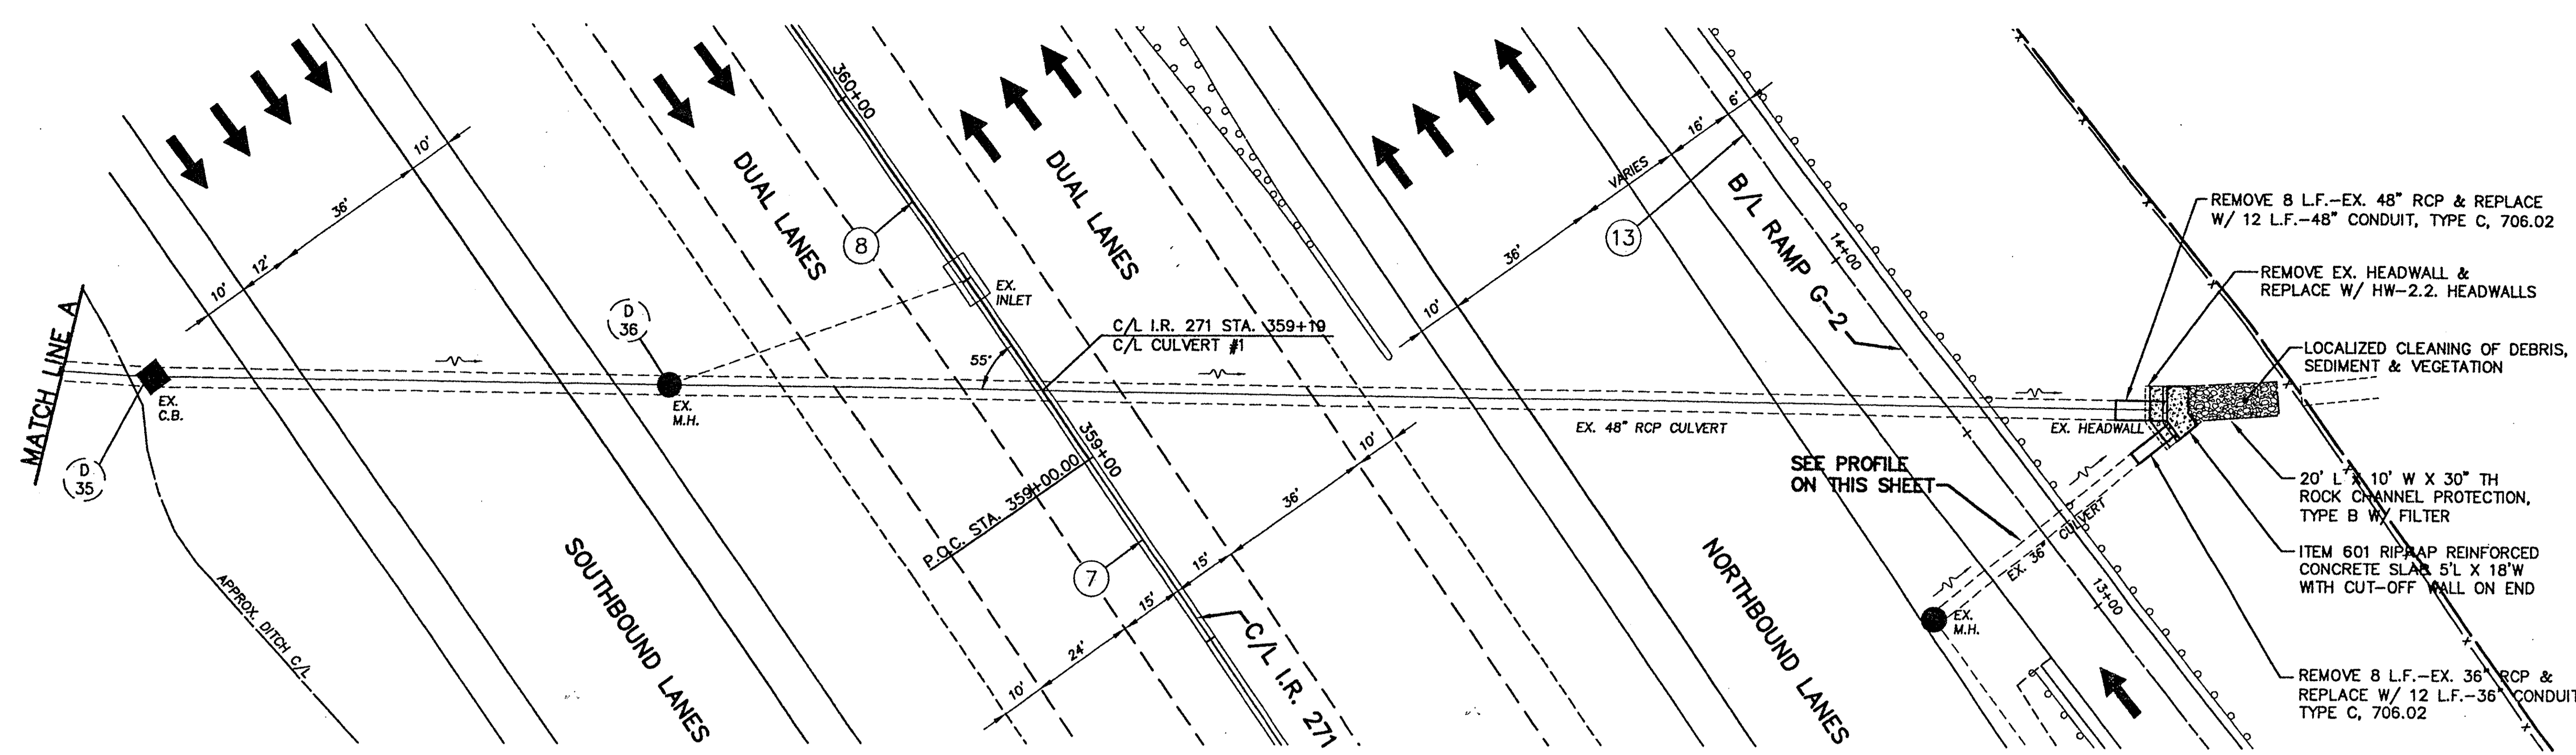 MATCH LINE A
10'
12'
36'
10'
D
35
EX.
C.B.
APPROX. DITCH C/L
SOUTHBOUND LANES
D
36
EX.
M.H.
DUAL LANES
360+00
8
EX.
INLET
55°
C/L I.R. 271 STA. 359+19
C/L CULVERT #1
DUAL LANES
P.O.C. STA. 359+00.00
359+00
7
10'
24'
15'
15'
36'
10'
C/L I.R. 271
10'
36'
VARIES
16'
6'
13
B/L RAMP G-2
14+00
EX. 48" RCP CULVERT
SEE PROFILE
ON THIS SHEET
NORTHBOUND LANES
EX. HEADWALL
EX. 36" CULVERT
EX.
M.H.
13+00
REMOVE 8 L.F.-EX. 48" RCP & REPLACE
W/ 12 L.F.-48" CONDUIT, TYPE C, 706.02
REMOVE EX. HEADWALL &
REPLACE W/ HW-2.2. HEADWALLS
LOCALIZED CLEANING OF DEBRIS,
SEDIMENT & VEGETATION
20' L X 10' W X 30" TH
ROCK CHANNEL PROTECTION,
TYPE B W/ FILTER
ITEM 601 RIPRAP REINFORCED
CONCRETE SLAB 5'L X 18'W
WITH CUT-OFF WALL ON END
REMOVE 8 L.F.-EX. 36" RCP &
REPLACE W/ 12 L.F.-36" CONDUIT
TYPE C, 706.02